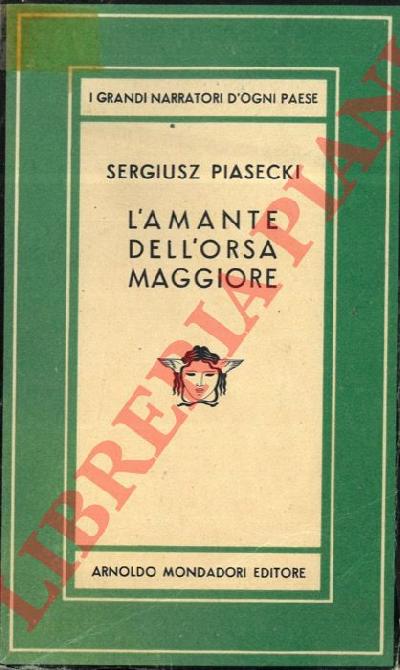 I GRANDI NARRATORI D'OGNI PAESE
SERGIUSZ PIASECKI
L'AMANTE
DELL'ORSA
MAGGIORE
ARNOLDO MONDADORI EDITORE
LIBRERIA PIANI